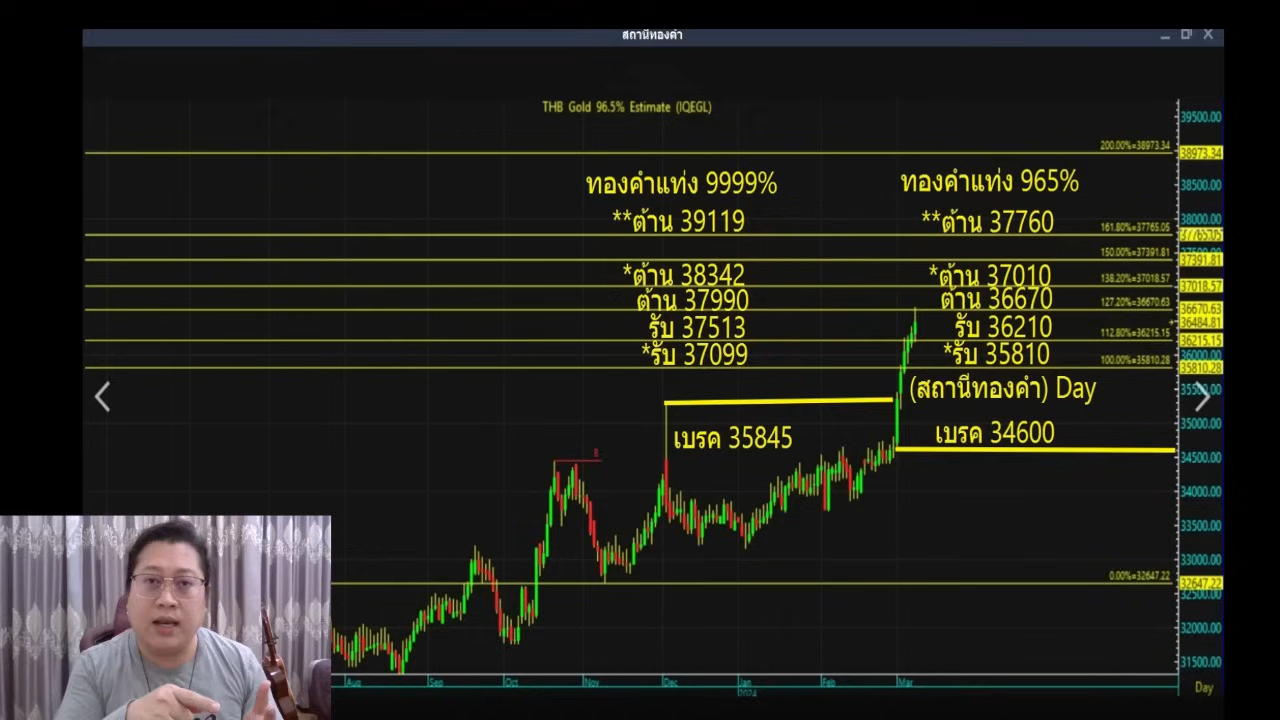 สถานีทองคำ
THB Gold 96.5% Estimate (IQEGL)
39500.00
200.00%=38973.34
38973.34
ทองคำแท่ง 9999%
ทองคำแท่ง 965%
38500.00
**ต้าน 39119
**ต้าน 37760
38000.00
161.80%=37765.05
150.00%=37391.81
37391.81
*ต้าน 38342
*ต้าน 37010
138.20%=37018.57
37018.57
ต้าน 37990
ต้าน 36670
127.20%=36670.63
36670.63
36484.81
รับ 37513
รับ 36210
112.80%=36215.15
36215.15
*รับ 37099
*รับ 35810
36000.00
100.00%=35810.28
35810.28
(สถานีทองคำ) Day
35500.00
35000.00
เบรค 35845
เบรค 34600
B
34500.00
34000.00
33500.00
33000.00
0.00%=32647.22
32647.22
32500.00
32000.00
31500.00
Aug Sep Oct Nov Dec Jan Feb Mar
2024
Day